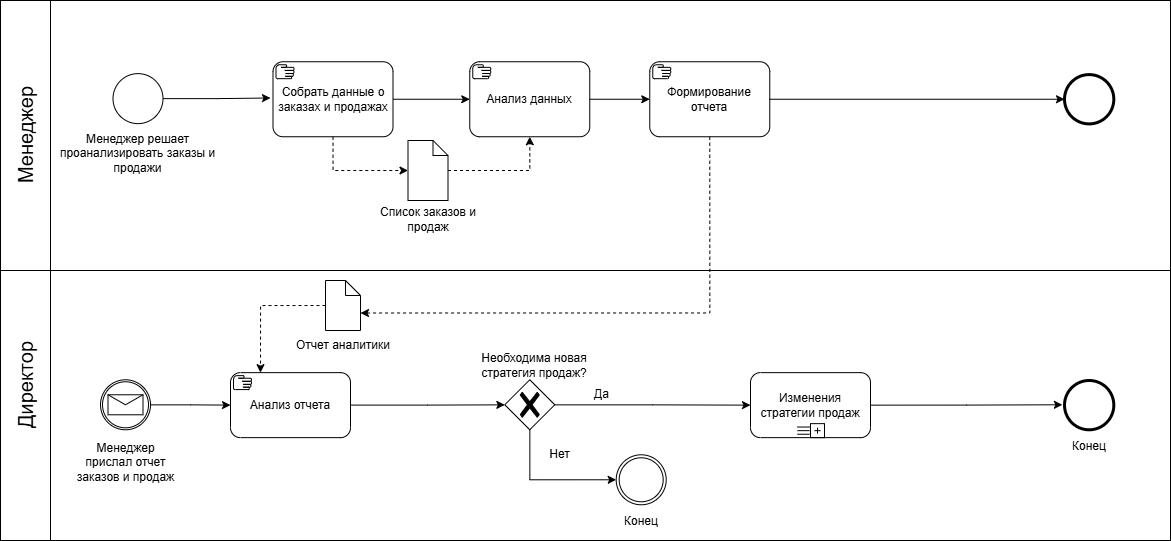 Менеджер
Менеджер решает
проанализировать заказы и
продажи
Собрать данные о
заказах и продажах
Анализ данных
Формирование
отчета
Список заказов и
продаж
Директор
Отчет аналитики
Менеджер
прислал отчет
заказов и продаж
Анализ отчета
Необходима новая
стратегия продаж?
Да
Нет
Конец
Изменения
стратегии продаж
Конец